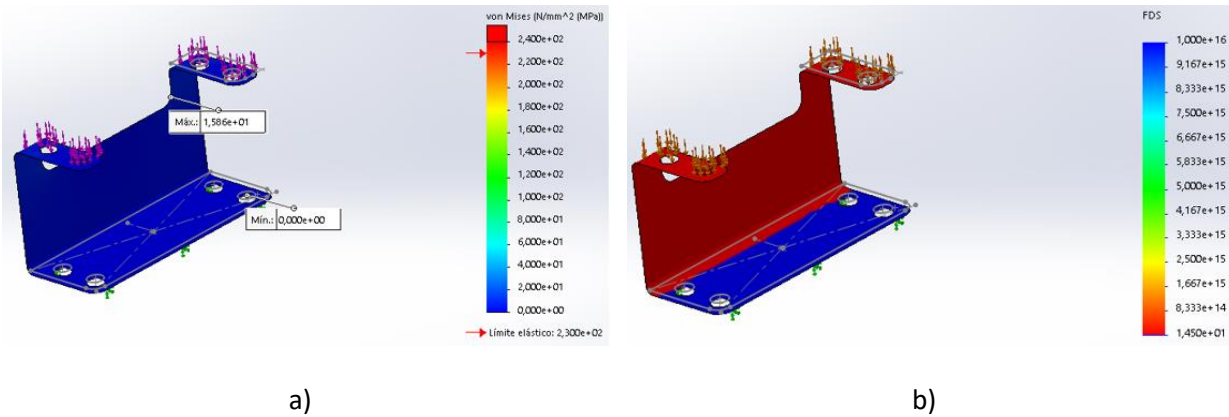 von Mises (N/mm^2 (MPa))
2,400e+02
2,200e+02
2,000e+02
1,800e+02
1,600e+02
1,400e+02
1,200e+02
1,000e+02
8,000e+01
6,000e+01
4,000e+01
2,000e+01
0,000e+00
Límite elástico: 2,300e+02
Máx.: 1,586e+01
Mín.: 0,000e+00
a)
FDS
1,000e+16
9,167e+15
8,333e+15
7,500e+15
6,667e+15
5,833e+15
5,000e+15
4,167e+15
3,333e+15
2,500e+15
1,667e+15
8,333e+14
1,450e+01
b)